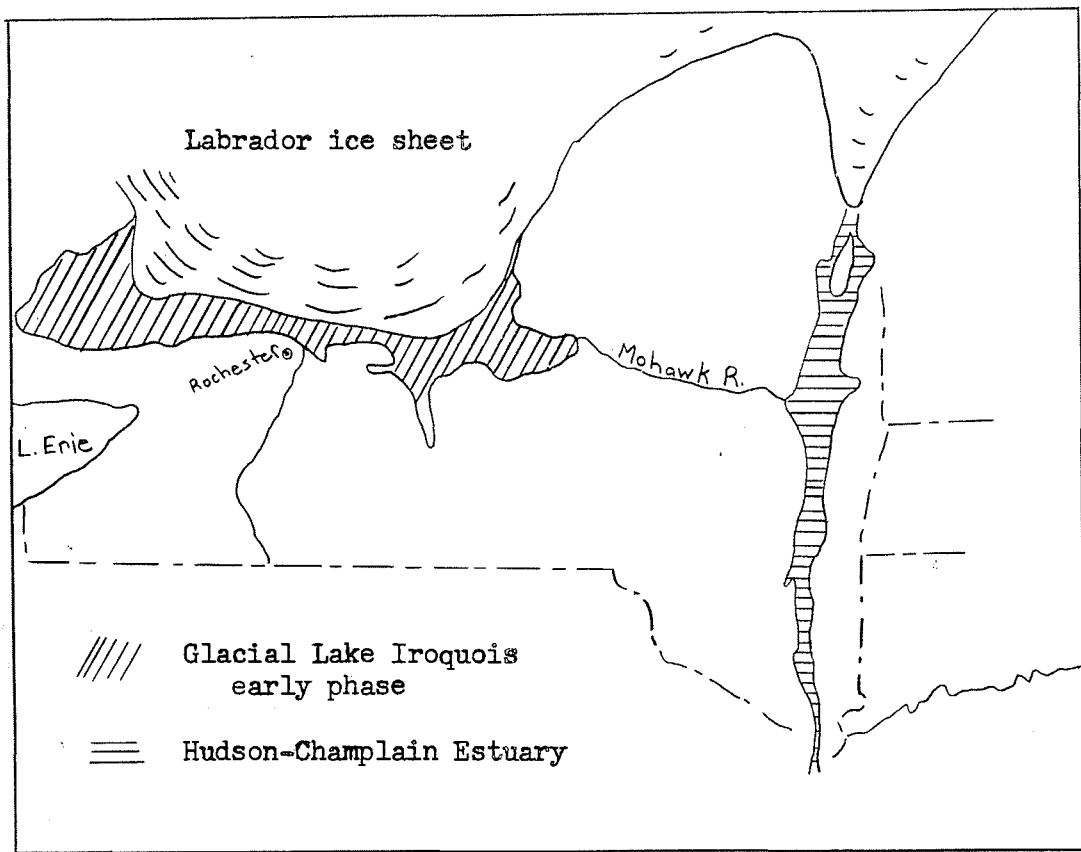 Labrador ice sheet
Rochester
Mohawk R.
L. Erie
Glacial Lake Iroquois
early phase
Hudson-Champlain Estuary